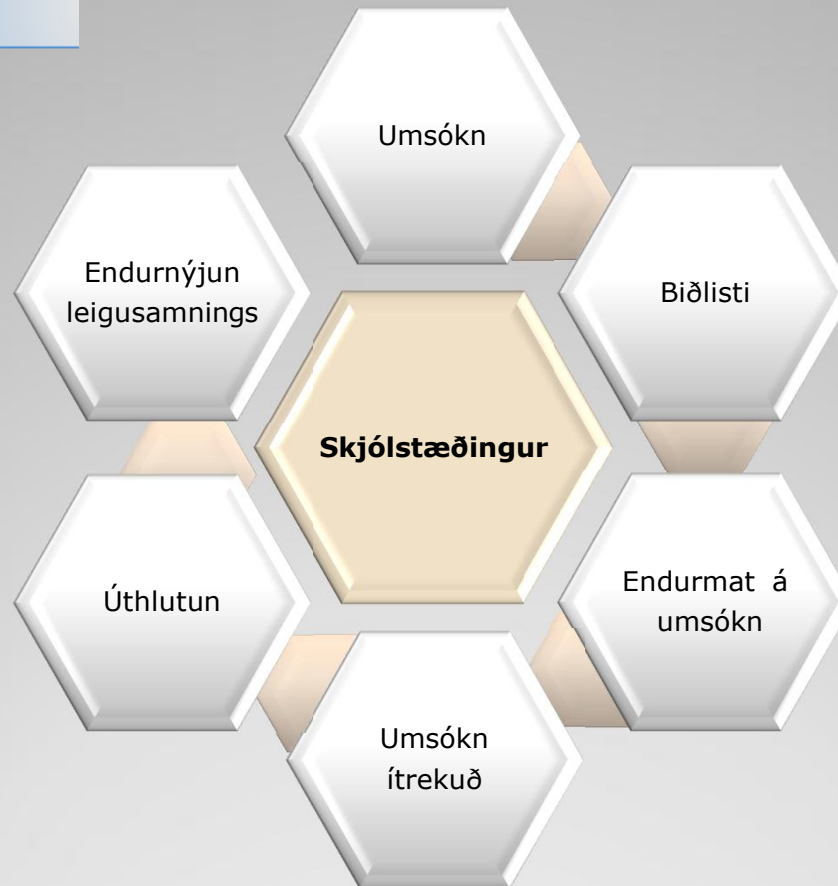 Umsókn
Biðlisti
Endurmat á
umsókn
Umsókn
ítrekuð
Úthlutun
Endurnýjun
leigusamnings
Skjólstæðingur